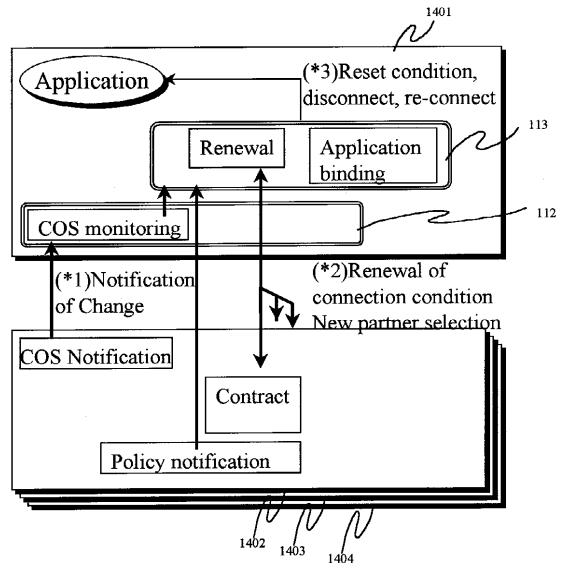 1401
Application
(*3)Reset condition,
disconnect, re-connect
113
Renewal
Application
binding
112
COS monitoring
(*1)Notification
of Change
(*2)Renewal of
connection condition
New partner selection
COS Notification
Contract
Policy notification
1402
1403
1404